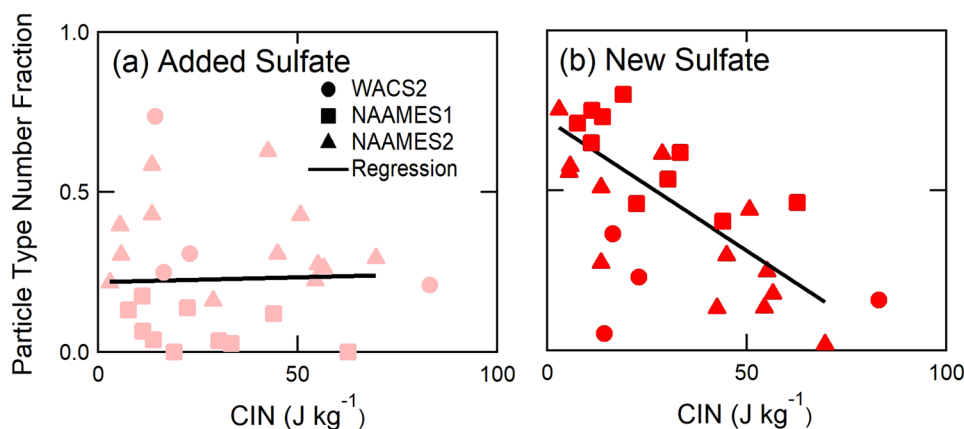 Particle Type Number Fraction
1.0
0.5
0.0
(a) Added Sulfate
WACS2
NAAMES1
NAAMES2
Regression
0
50
100
CIN (J kg⁻¹)
(b) New Sulfate
0
50
100
CIN (J kg⁻¹)